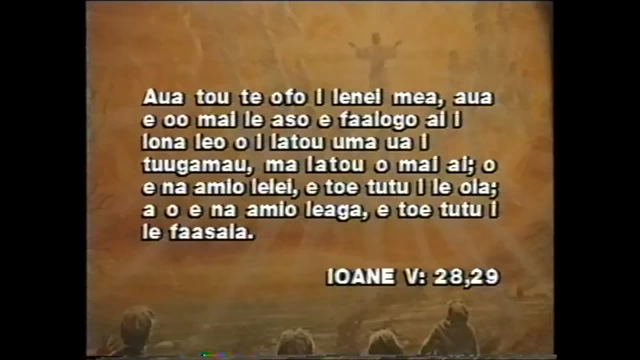 Aua tou te ofo i lenei mea, aua
e oo mai le aso e faalogo ai i
lona leo o i latou uma ua i
tuugamau, ma latou o mai ai; o
e na amio lelei, e toe tutu i le ola;
a o e na amio leaga, e toe tutu i
le faasala.
IOANE V: 28,29